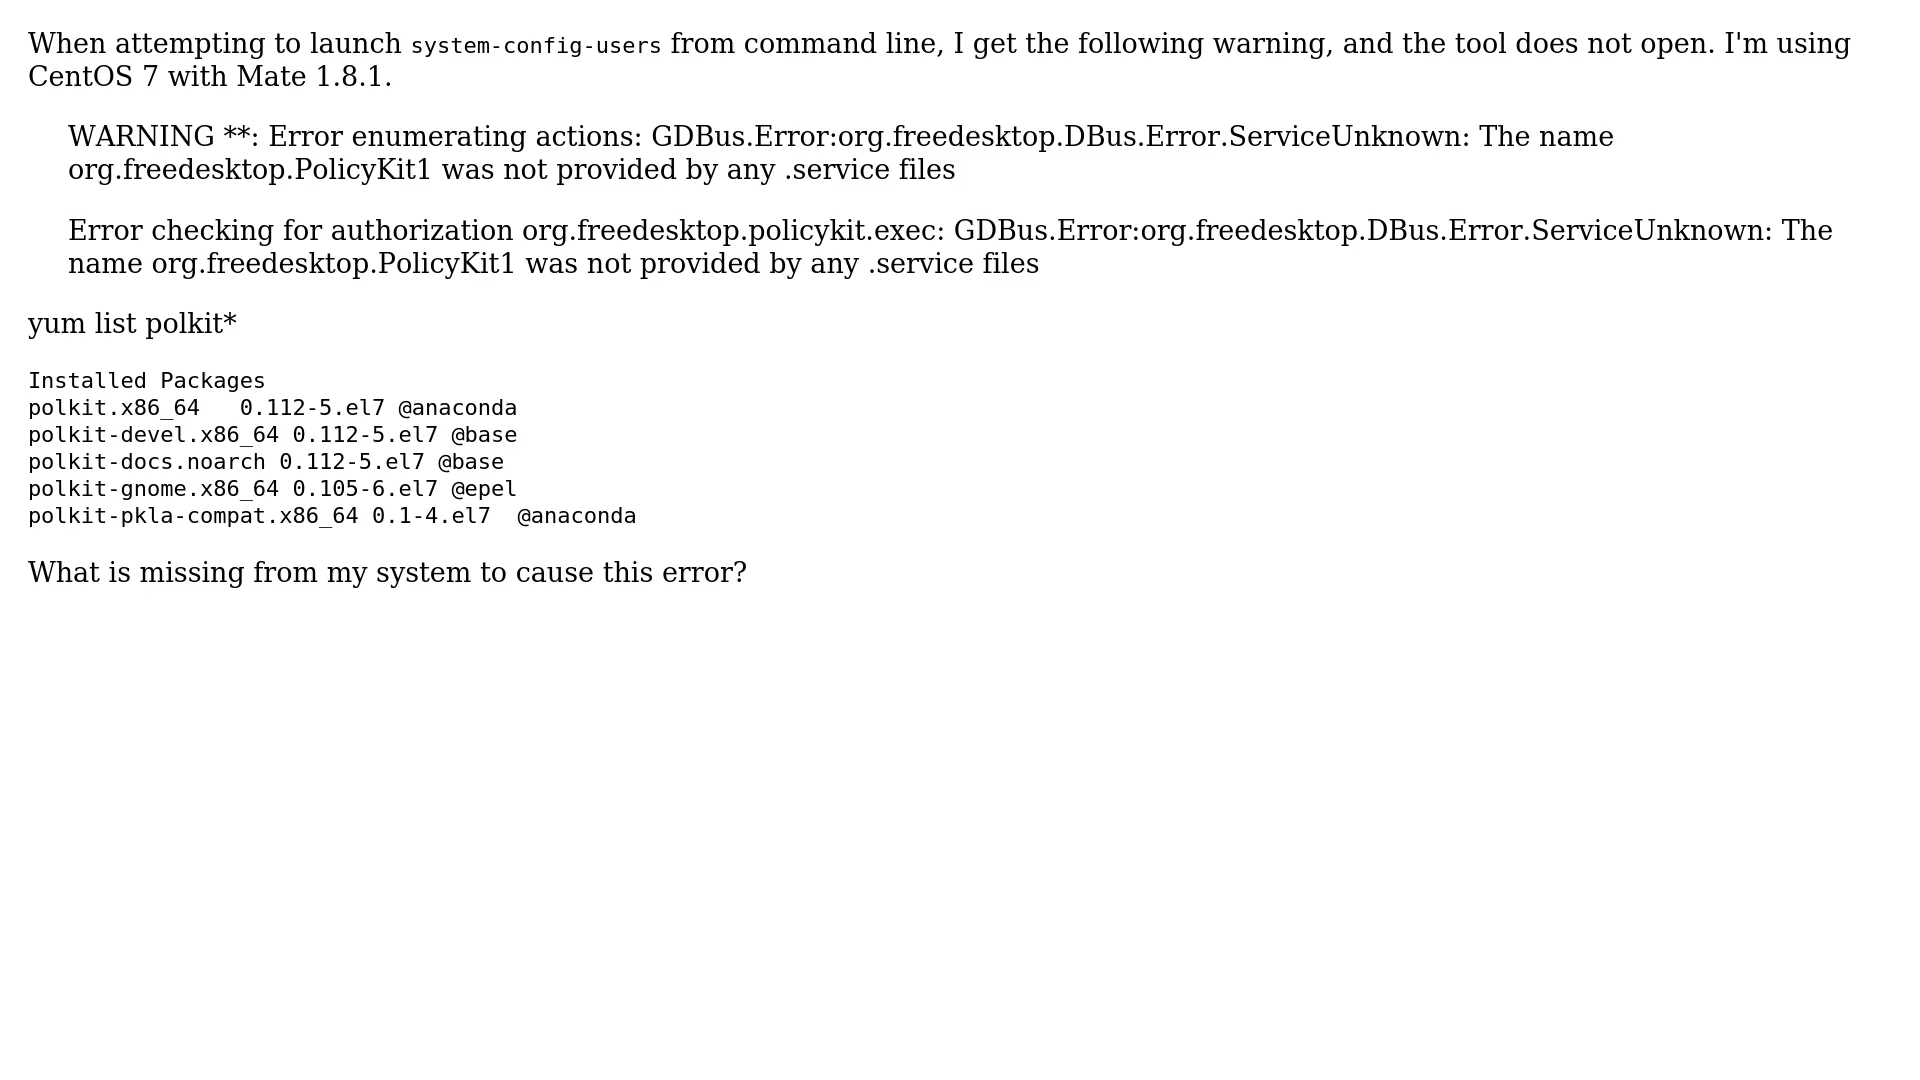 When attempting to launch system-config-users from command line, I get the following warning, and the tool does not open. I'm using
CentOS 7 with Mate 1.8.1.
WARNING **: Error enumerating actions: GDBus.Error:org.freedesktop.DBus.Error.ServiceUnknown: The name
org.freedesktop.PolicyKit1 was not provided by any .service files
Error checking for authorization org.freedesktop.policykit.exec: GDBus.Error:org.freedesktop.DBus.Error.ServiceUnknown: The
name org.freedesktop.PolicyKit1 was not provided by any .service files
yum list polkit*
Installed Packages
polkit.x86_64   0.112-5.el7 @anaconda
polkit-devel.x86_64 0.112-5.el7 @base
polkit-docs.noarch 0.112-5.el7 @base
polkit-gnome.x86_64 0.105-6.el7 @epel
polkit-pkla-compat.x86_64 0.1-4.el7  @anaconda
What is missing from my system to cause this error?